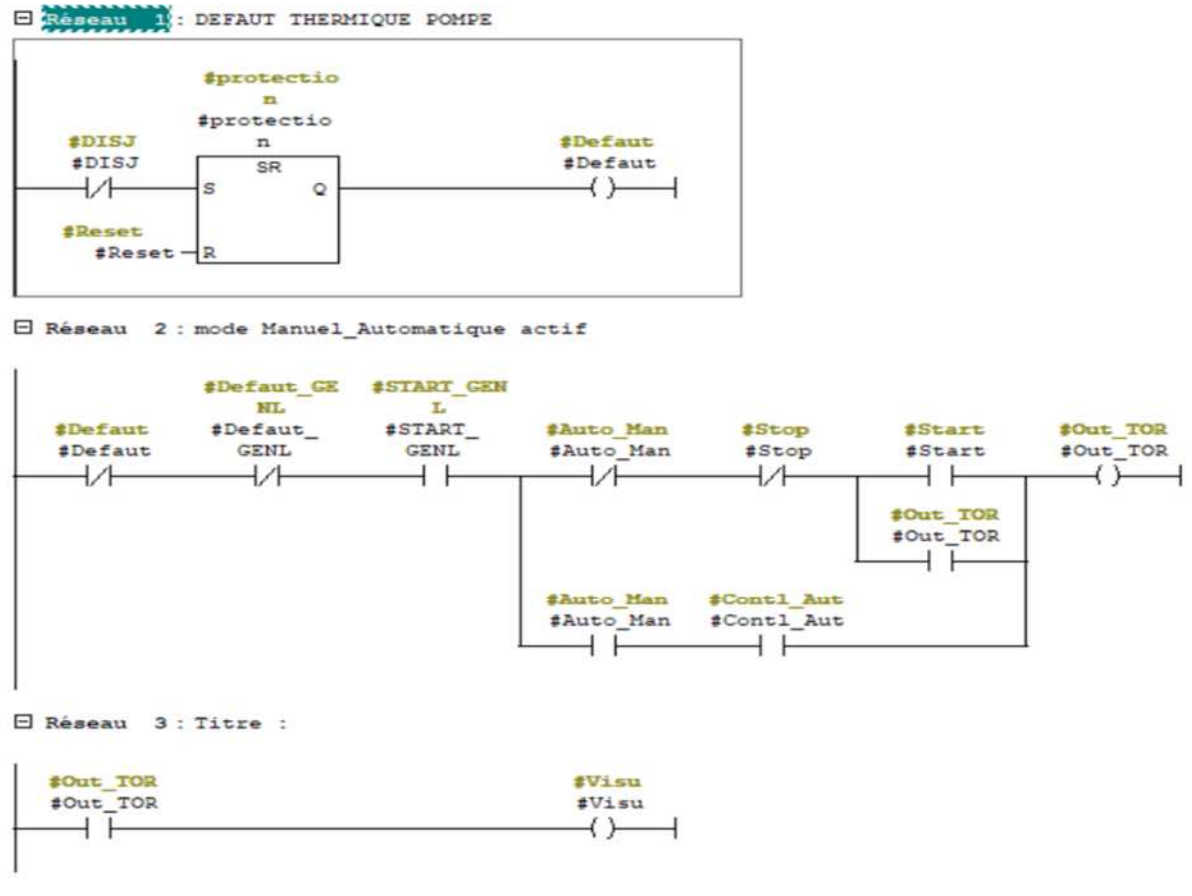 Réseau 1 : DEFAUT THERMIQUE POMPE
#protectio
n
#protectio
n
#DISJ
#DISJ
SR
S
Q
#Defaut
#Defaut
#Reset
#Reset
R
Réseau 2 : mode Manuel_Automatique actif
#Defaut_GE #START_GEN
NL L
#Defaut #Defaut_ #START_ #Auto_Man #Stop #Start #Out_TOR
#Defaut GENL GENL #Auto_Man #Stop #Start #Out_TOR
#Out_TOR
#Out_TOR
#Auto_Man #Contl_Aut
#Auto_Man #Contl_Aut
Réseau 3 : Titre :
#Out_TOR #Visu
#Out_TOR #Visu